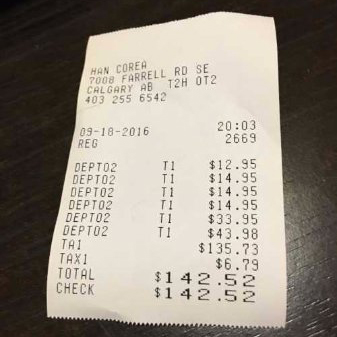 HAN COREA
7008 FARRELL RD SE
CALGARY AB T2H 0T2
403 255 6542
09-18-2016 20:03
REG 2669
DEPT02 T1 $12.95
DEPT02 T1 $14.95
DEPT02 T1 $14.95
DEPT02 T1 $14.95
DEPT02 T1 $33.95
DEPT02 T1 $43.98
TA1 $135.73
TAX1 $6.79
TOTAL $142.52
CHECK $142.52